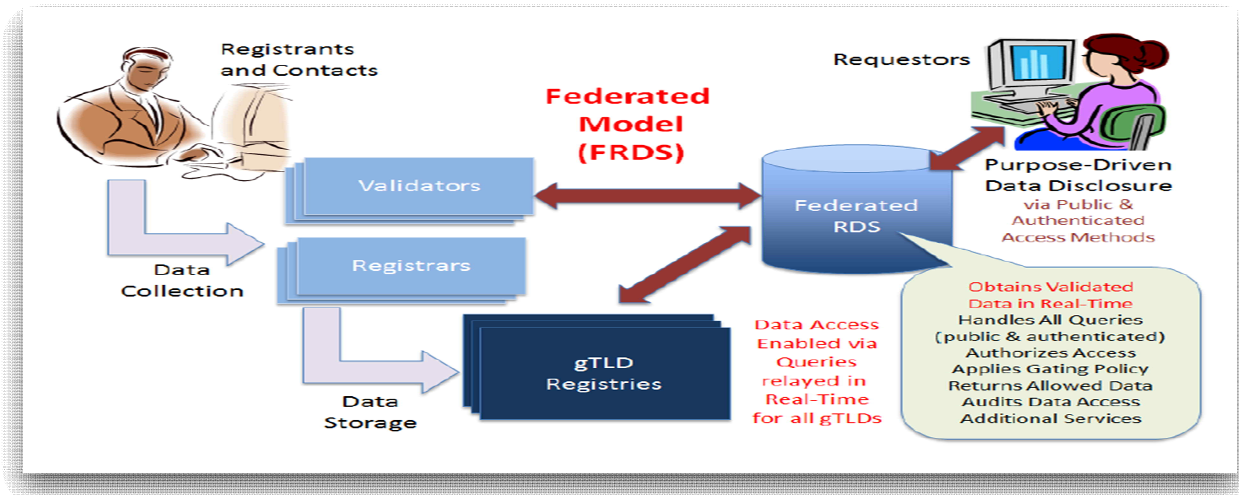 Registrants
and Contacts
Requestors
Federated
Model
(FRDS)
Validators
Federated
RDS
Purpose-Driven
Data Disclosure
via Public &
Authenticated
Access Methods
Registrars
Data
Collection
gTLD
Registries
Data
Storage
Data Access
Enabled via
Queries
relayed in
Real-Time
for all gTLDs
Obtains Validated
Data in Real-Time
Handles All Queries
(public & authenticated)
Authorizes Access
Applies Gating Policy
Returns Allowed Data
Audits Data Access
Additional Services